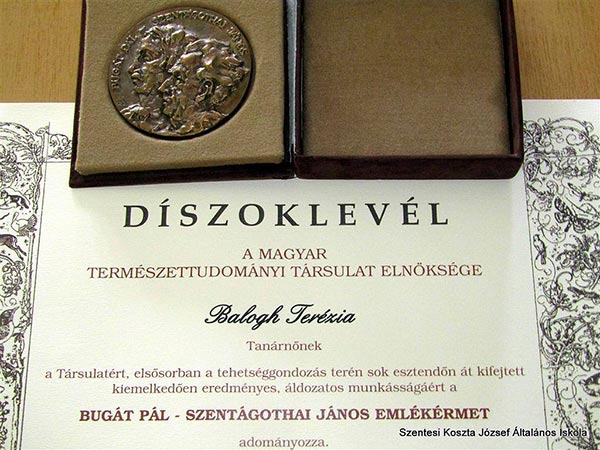 BUGÁT PÁL - SZENTÁGOTHAI JÁNOS
DÍSZOKLEVÉL
A MAGYAR
TERMÉSZETTUDOMÁNYI TÁRSULAT ELNÖKSÉGE
Balogh Terézia
Tanárnőnek
a Társulatért, elsősorban a tehetséggondozás terén sok esztendőn át kifejtett
kiemelkedően eredményes, áldozatos munkásságáért a
BUGÁT PÁL - SZENTÁGOTHAI JÁNOS EMLÉKÉRMET
adományozza.
Szentesi Koszta József Általános Iskola